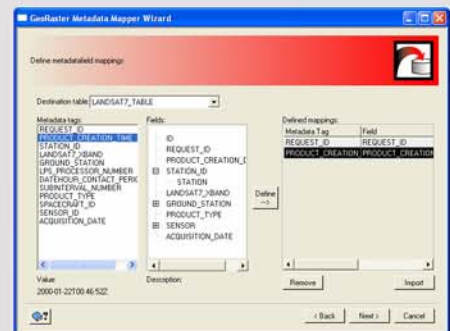 GeoRaster Metadata Mapper Wizard
Define metadatafield mappings
Destination table: LANDSAT7_TABLE
Metadata tags:
REQUEST_ID
PRODUCT_CREATION_TIME
STATION_ID
LANDSAT7_XBAND
GROUND_STATION
LPS_PROCESSOR_NUMBER
DATEHOUR_CONTACT_PERK
SUBINTERVAL_NUMBER
PRODUCT_TYPE
SPACECRAFT_ID
SENSOR_ID
ACQUISITION_DATE
Fields:
ID
REQUEST_ID
PRODUCT_CREATION_D
STATION_ID
STATION
LANDSAT7_XBAND
GROUND_STATION
PRODUCT_TYPE
SENSOR
ACQUISITION_DATE
Define
-->
Defined mappings:
Metadata Tag Field
REQUEST_ID REQUEST_ID
PRODUCT_CREATION PRODUCT_CREATION
Value:
2000-01-22T00:46:52Z
Description:
Remove Import
< Back Next > Cancel